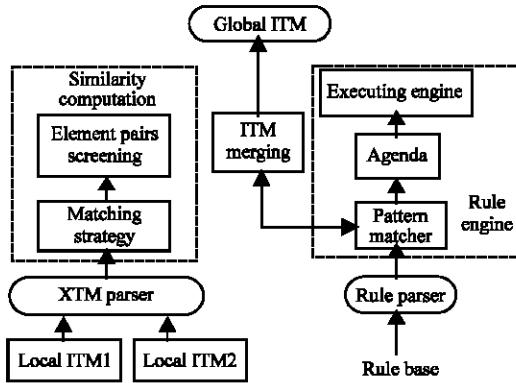 Global ITM
Similarity
computation
Element pairs
screening
Matching
strategy
XTM parser
Local ITM1
Local ITM2
ITM
merging
Executing engine
Agenda
Pattern
matcher
Rule
engine
Rule parser
Rule base